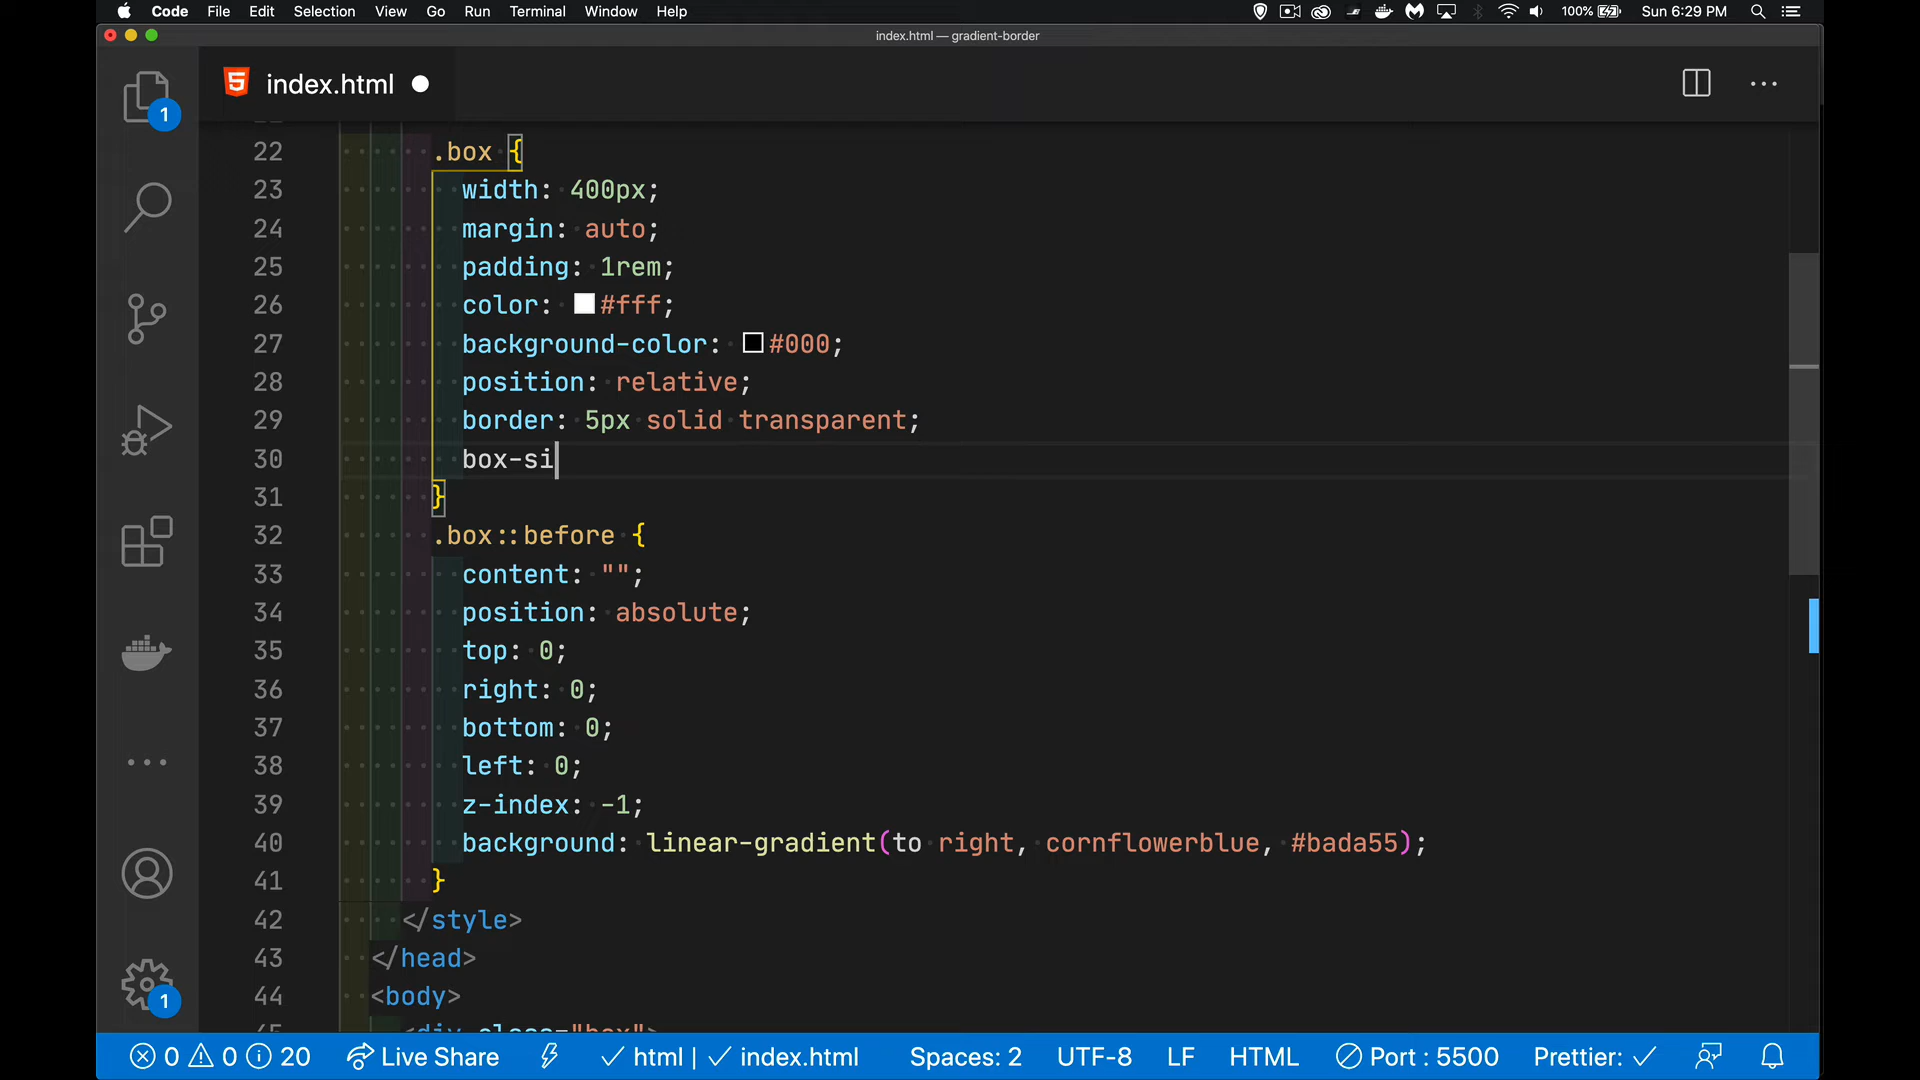 Code File Edit Selection View Go Run Terminal Window Help 100% Sun 6:29 PM
index.html — gradient-border
index.html
1
22 .box {
23 width: 400px;
24 margin: auto;
25 padding: 1rem;
26 color: #fff;
27 background-color: #000;
28 position: relative;
29 border: 5px solid transparent;
30 box-si
31 }
32 .box::before {
33 content: "";
34 position: absolute;
35 top: 0;
36 right: 0;
37 bottom: 0;
38 left: 0;
39 z-index: -1;
40 background: linear-gradient(to right, cornflowerblue, #bada55);
41 }
42 </style>
43 </head>
44 <body>
45 <div class="box">
1
0 0 20 Live Share html | index.html Spaces: 2 UTF-8 LF HTML Port : 5500 Prettier: